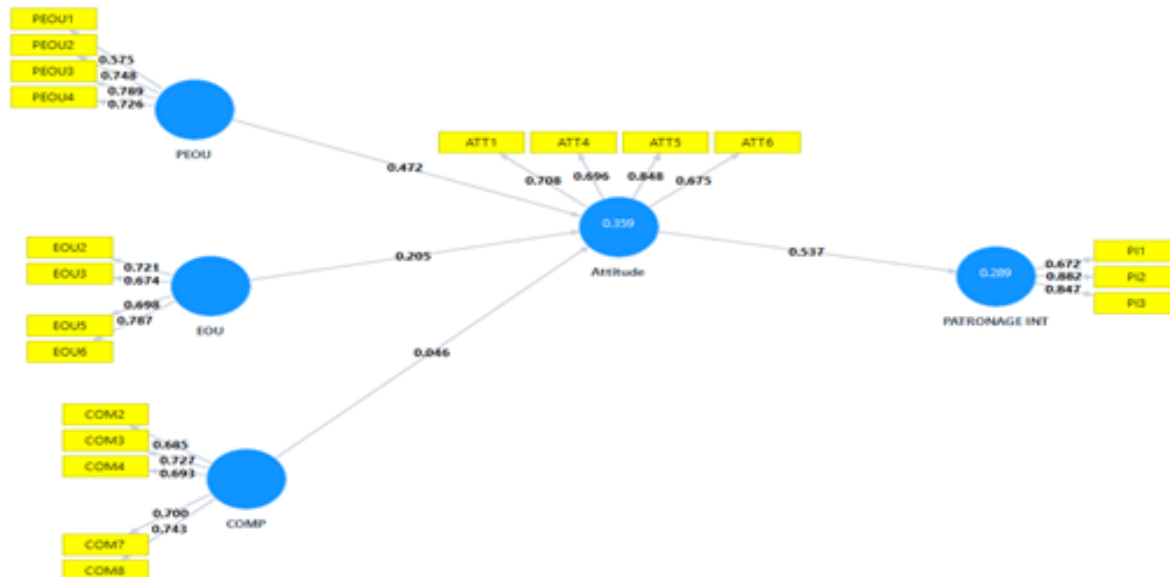 PEOU1
PEOU2
PEOU3
PEOU4
0.575
0.748
0.789
0.726
PEOU
0.472
ATT1
ATT4
ATT5
ATT6
0.708
0.696
0.848
0.675
0.359
Attitude
EOU2
EOU3
EOU5
EOU6
0.721
0.674
0.698
0.787
EOU
0.205
0.537
0.289
PATRONAGE INT
0.672
0.882
0.847
PI1
PI2
PI3
0.046
COM2
COM3
COM4
COM7
COM8
0.685
0.727
0.693
0.700
0.743
COMP